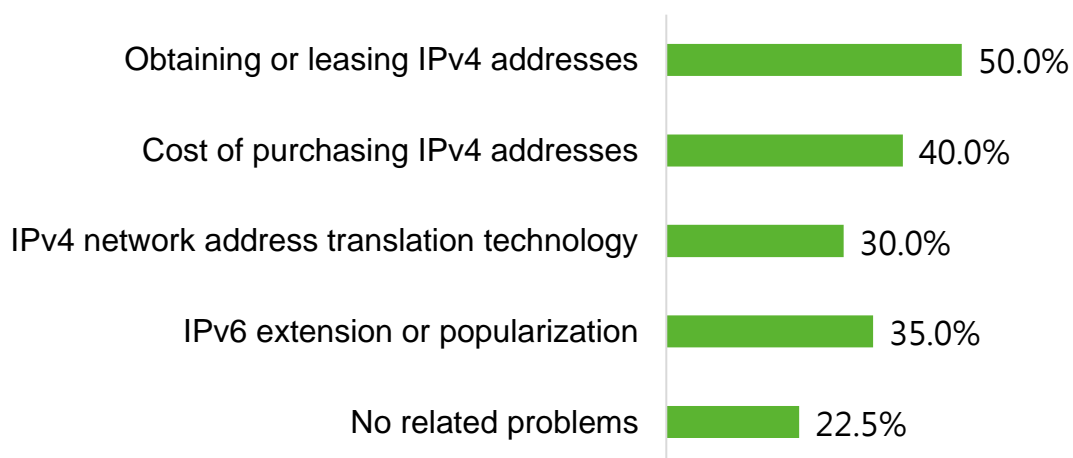 Obtaining or leasing IPv4 addresses 50.0%
Cost of purchasing IPv4 addresses 40.0%
IPv4 network address translation technology 30.0%
IPv6 extension or popularization 35.0%
No related problems 22.5%